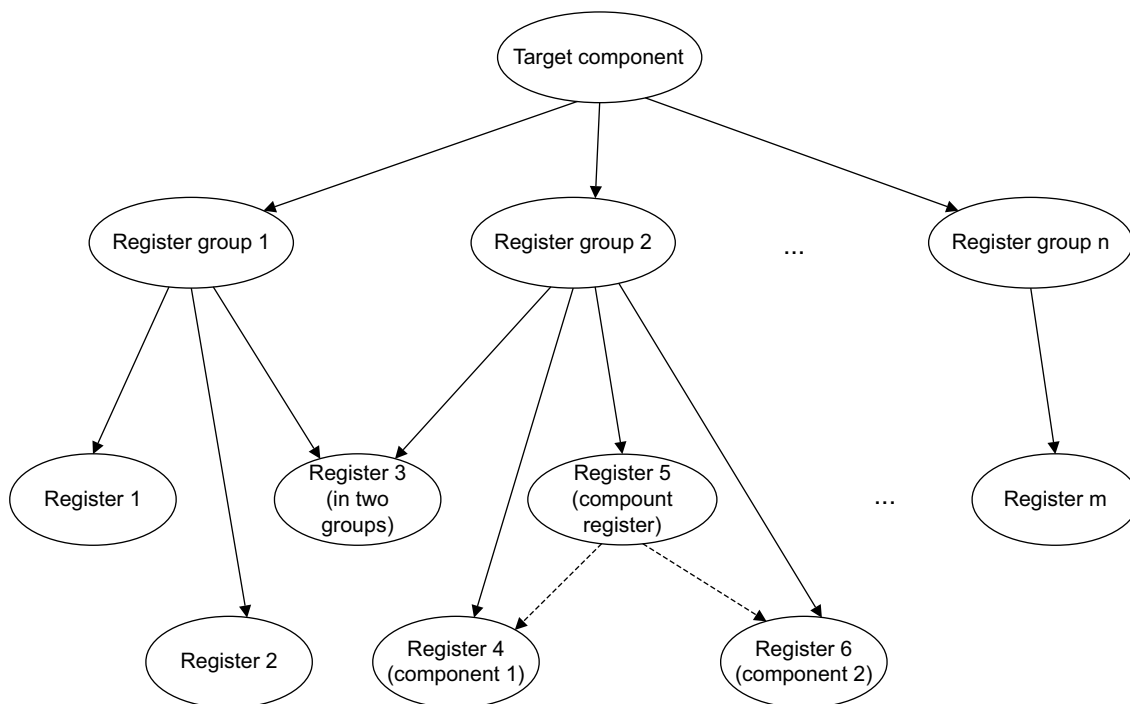 Target component
Register group 1
Register group 2
...
Register group n
Register 1
Register 3
(in two
groups)
Register 5
(compount
register)
...
Register m
Register 2
Register 4
(component 1)
Register 6
(component 2)